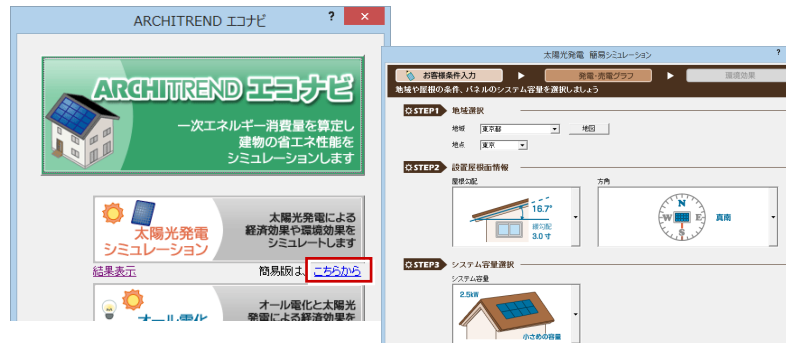 ARCHITREND エコナビ
? ×
ARCHITREND エコナビ
一次エネルギー消費量を算定し
建物の省エネ性能を
シミュレーションします
太陽光発電
シミュレーション
太陽光発電による
経済効果や環境効果を
シミュレートします
結果表示
簡易版は、こちらから
オール電化
オール電化と太陽光
発電による経済効果を
太陽光発電 簡易シミュレーション
?
お客様条件入力
発電・売電グラフ
環境効果
地域や屋根の条件、パネルのシステム容量を選択しましょう
STEP1 地域選択
地域 東京都 地図
地点 東京
STEP2 設置屋根面情報
屋根勾配
16.7°
屋根勾配
3.0 寸
方角
N
W E
S
真南
STEP3 システム容量選択
システム容量
2.5kW
小さめの容量